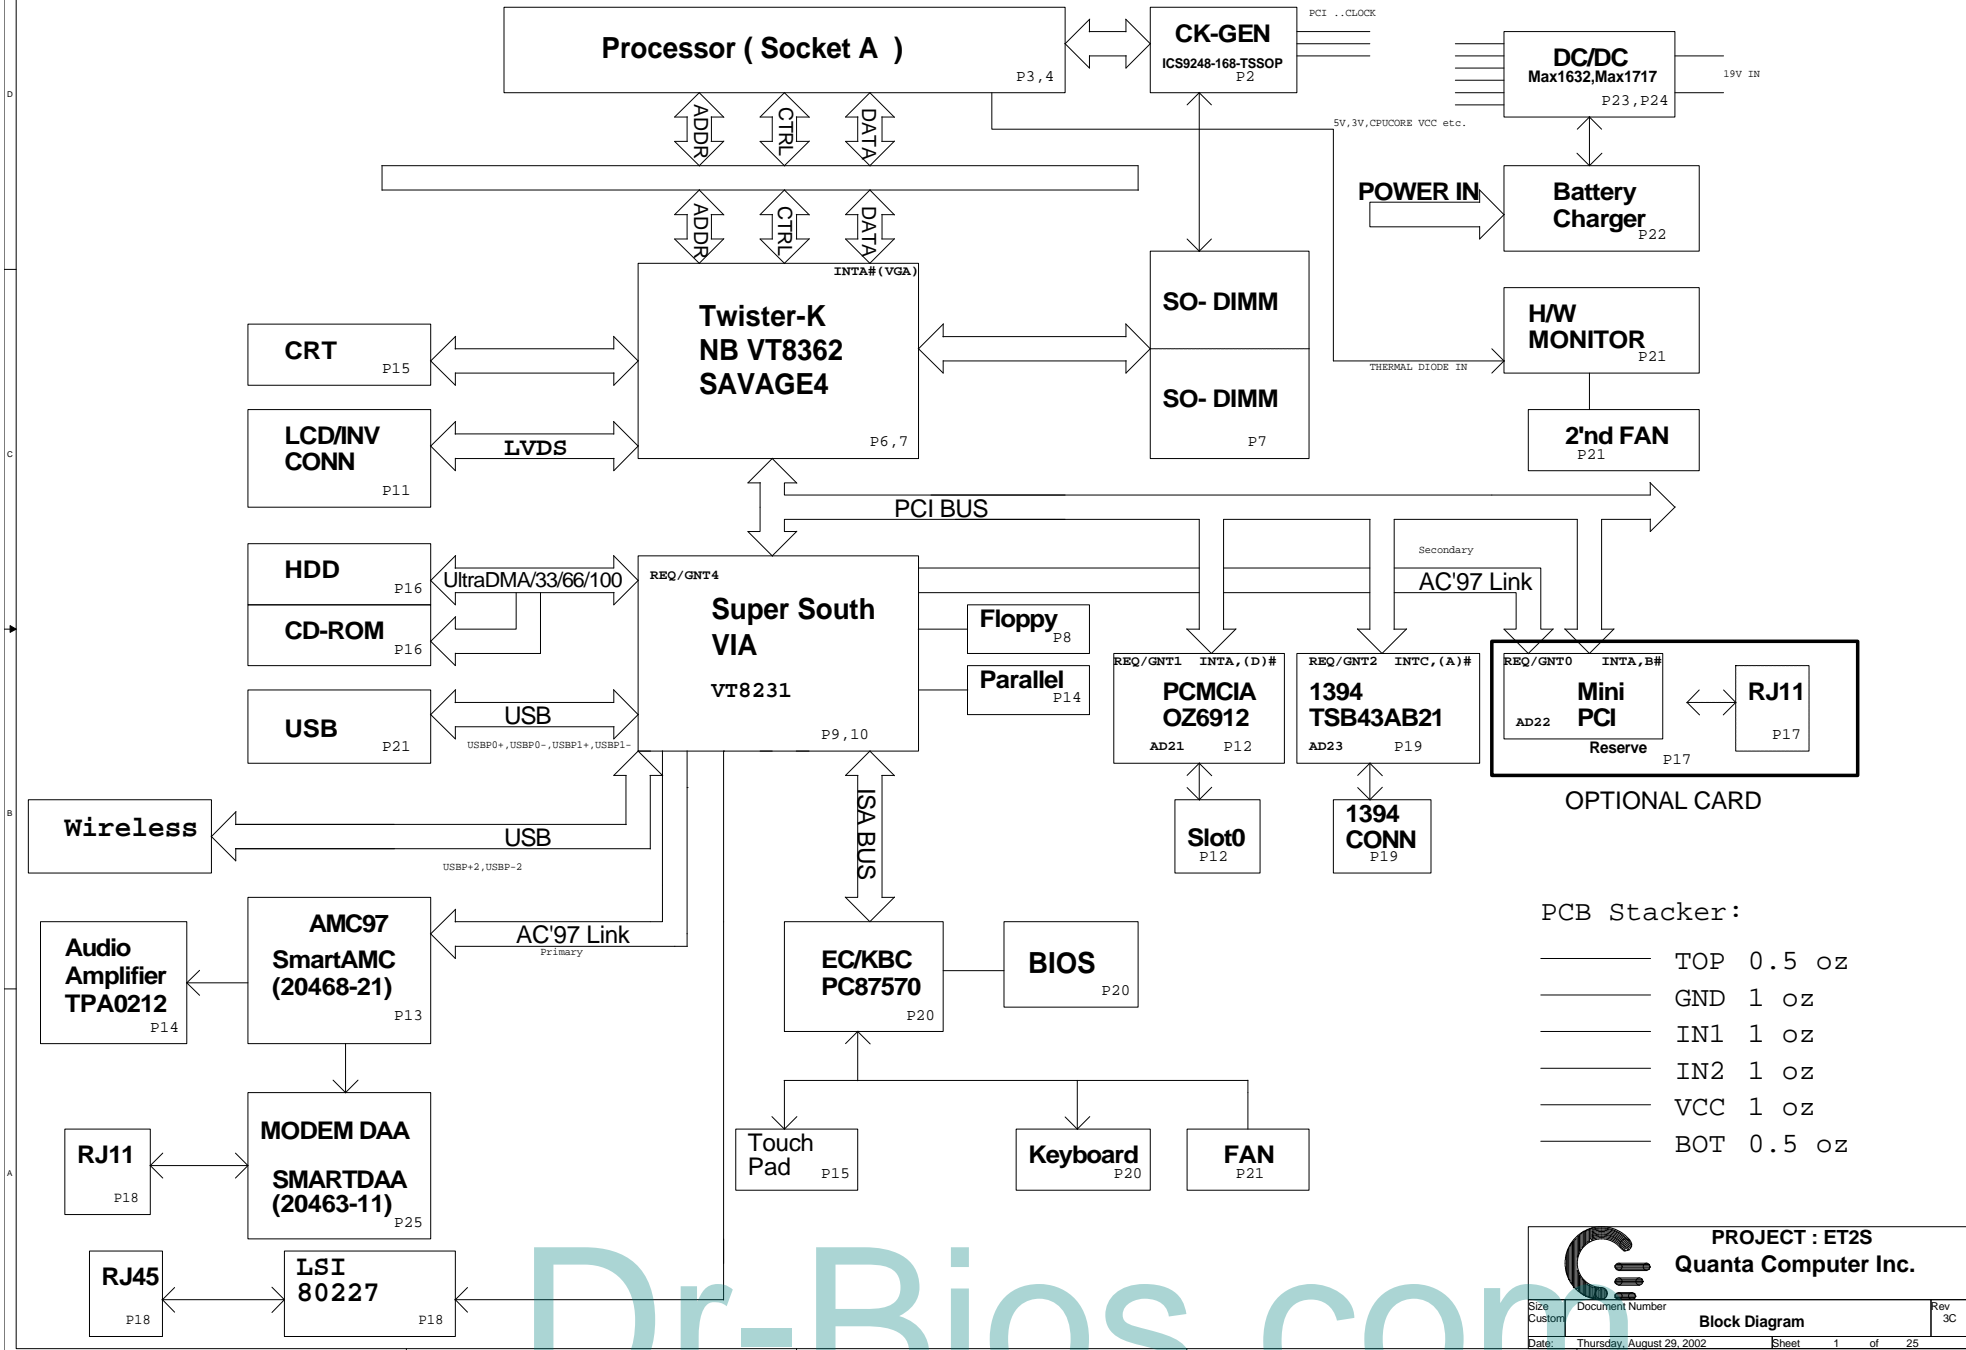 Processor ( Socket A )
P3,4
CK-GEN
ICS9248-168-TSSOP
P2
PCI ..CLOCK
DC/DC
Max1632,Max1717
P23,P24
19V IN
5V,3V,CPUCORE VCC etc.
ADDR
CTRL
DATA
ADDR
CTRL
DATA
POWER IN
Battery
Charger
P22
INTA#(VGA)
Twister-K
NB VT8362
SAVAGE4
P6,7
SO- DIMM
SO- DIMM
P7
H/W
MONITOR
P21
THERMAL DIODE IN
2'nd FAN
P21
CRT
P15
LCD/INV
CONN
P11
LVDS
PCI BUS
HDD
P16
CD-ROM
P16
UltraDMA/33/66/100
USB
P21
USB
USBP0+,USBP0-,USBP1+,USBP1-
REQ/GNT4
Super South
VIA
VT8231
P9,10
Floppy
P8
Parallel
P14
Secondary
AC'97 Link
REQ/GNT1 INTA,(D)#
PCMCIA
OZ6912
AD21 P12
Slot0
P12
REQ/GNT2 INTC,(A)#
1394
TSB43AB21
AD23 P19
1394
CONN
P19
REQ/GNT0 INTA,B#
Mini
PCI
AD22
Reserve
P17
RJ11
P17
OPTIONAL CARD
Wireless
USB
USBP+2,USBP-2
ISA BUS
Audio
Amplifier
TPA0212
P14
AMC97
SmartAMC
(20468-21)
P13
AC'97 Link
Primary
EC/KBC
PC87570
P20
BIOS
P20
MODEM DAA
SMARTDAA
(20463-11)
P25
RJ11
P18
Touch
Pad
P15
Keyboard
P20
FAN
P21
RJ45
P18
LSI
80227
P18
PCB Stacker:
TOP 0.5 oz
GND 1 oz
IN1 1 oz
IN2 1 oz
VCC 1 oz
BOT 0.5 oz
PROJECT : ET2S
Quanta Computer Inc.
Size
Custom
Document Number
Block Diagram
Rev
3C
Date: Thursday, August 29, 2002 Sheet 1 of 25
D
C
B
A
Dr-Bios.com